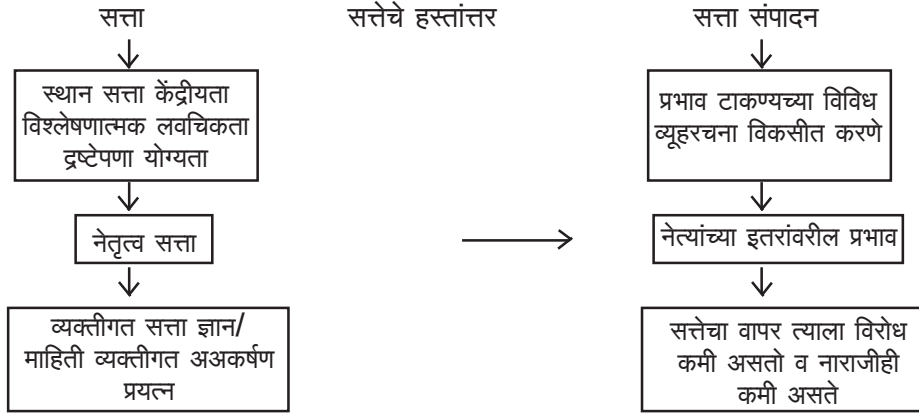 सत्ता
सत्तेचे हस्तांत्तर
सत्ता संपादन
स्थान सत्ता केंद्रीयता
विश्लेषणात्मक लवचिकता
द्रष्टेपणा योग्यता
प्रभाव टाकण्यच्या विविध
व्यूहरचना विकसीत करणे
नेतृत्व सत्ता
नेत्यांच्या इतरांवरील प्रभाव
व्यक्तीगत सत्ता ज्ञान/
माहिती व्यक्तीगत अअकर्षण
प्रयत्न
सत्तेचा वापर त्याला विरोध
कमी असतो व नाराजीही
कमी असते